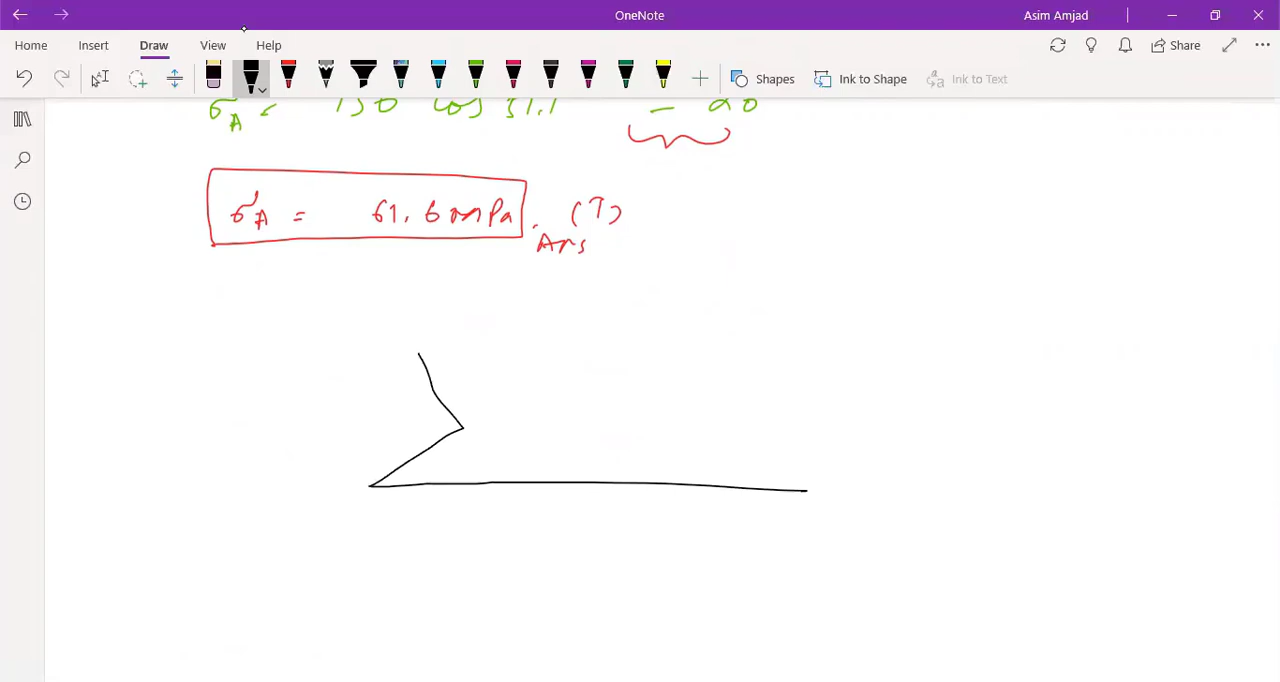 OneNote
Asim Amjad
Home Insert Draw View Help
Share
Shapes Ink to Shape Ink to Text
σA = 61.6 mPa. (T)
Ans